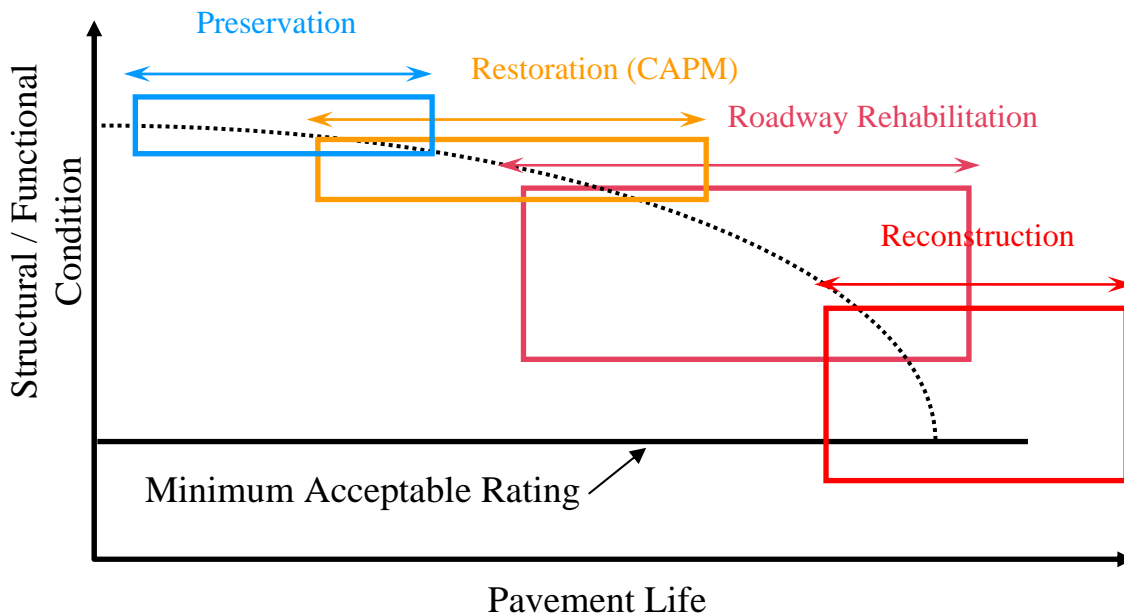 Preservation
Restoration (CAPM)
Roadway Rehabilitation
Reconstruction
Structural / Functional
Condition
Minimum Acceptable Rating
Pavement Life